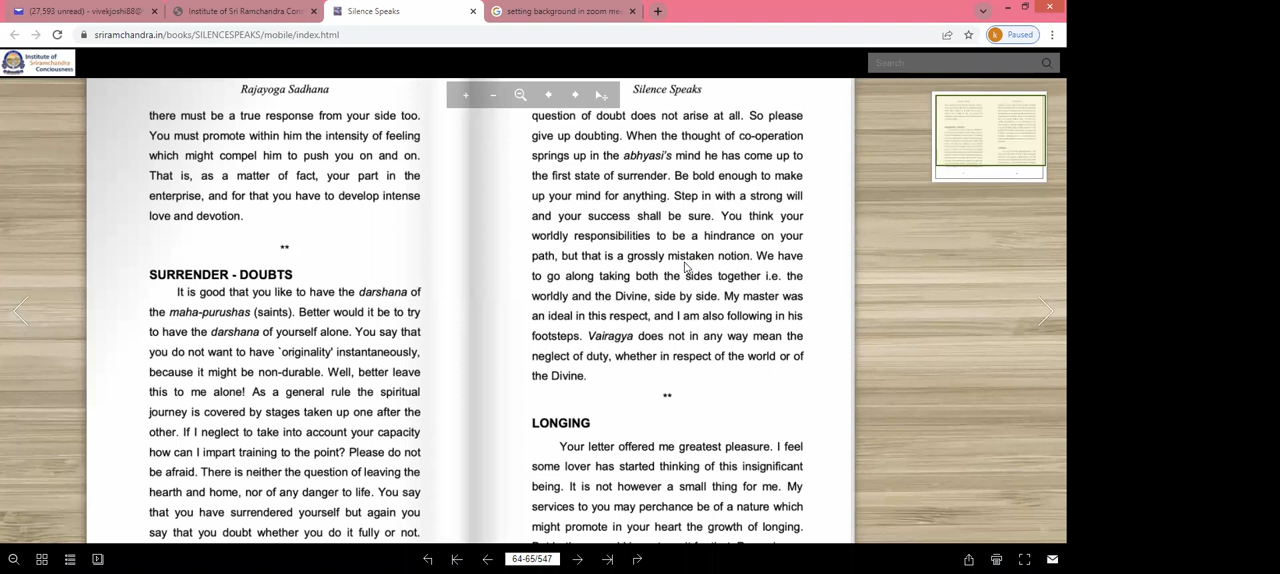 (27,593 unread) - vivekjoshi88@
Institute of Sri Ramchandra Con
Silence Speaks
setting background in zoom me
sriramchandra.in/books/SILENCESPEAKS/mobile/index.html
k Paused
Institute of
Sriramchandra
Conciousness
Search
Rajayoga Sadhana
there must be a true response from your side too.
You must promote within him the intensity of feeling
which might compel him to push you on and on.
That is, as a matter of fact, your part in the
enterprise, and for that you have to develop intense
love and devotion.
**
SURRENDER - DOUBTS
It is good that you like to have the darshana of
the maha-purushas (saints). Better would it be to try
to have the darshana of yourself alone. You say that
you do not want to have `originality' instantaneously,
because it might be non-durable. Well, better leave
this to me alone! As a general rule the spiritual
journey is covered by stages taken up one after the
other. If I neglect to take into account your capacity
how can I impart training to the point? Please do not
be afraid. There is neither the question of leaving the
hearth and home, nor of any danger to life. You say
that you have surrendered yourself but again you
say that you doubt whether you do it fully or not.
Silence Speaks
question of doubt does not arise at all. So please
give up doubting. When the thought of co-operation
springs up in the abhyasi's mind he has come up to
the first state of surrender. Be bold enough to make
up your mind for anything. Step in with a strong will
and your success shall be sure. You think your
worldly responsibilities to be a hindrance on your
path, but that is a grossly mistaken notion. We have
to go along taking both the sides together i.e. the
worldly and the Divine, side by side. My master was
an ideal in this respect, and I am also following in his
footsteps. Vairagya does not in any way mean the
neglect of duty, whether in respect of the world or of
the Divine.
**
LONGING
Your letter offered me greatest pleasure. I feel
some lover has started thinking of this insignificant
being. It is not however a small thing for me. My
services to you may perchance be of a nature which
might promote in your heart the growth of longing.
64-65/547